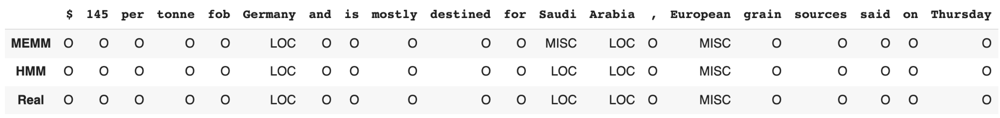 $ 145 per tonne fob Germany and is mostly destined for Saudi Arabia , European grain sources said on Thursday
MEMM O O O O O LOC O O O O O MISC LOC O MISC O O O O O
HMM O O O O O LOC O O O O O LOC LOC O MISC O O O O O
Real O O O O O LOC O O O O O LOC LOC O MISC O O O O O